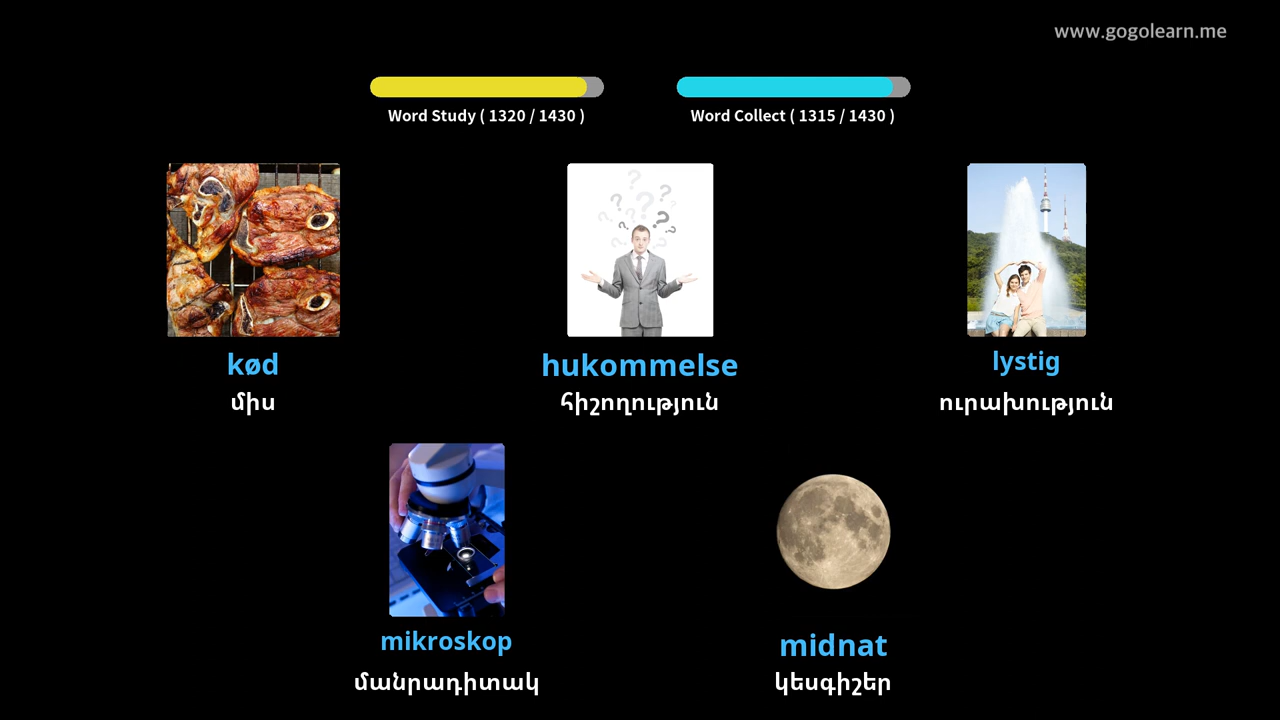 www.gogolearn.me
Word Study ( 1320 / 1430 )
Word Collect ( 1315 / 1430 )
kød
միս
hukommelse
հիշողություն
lystig
ուրախություն
mikroskop
մանրադիտակ
midnat
կեսգիշեր